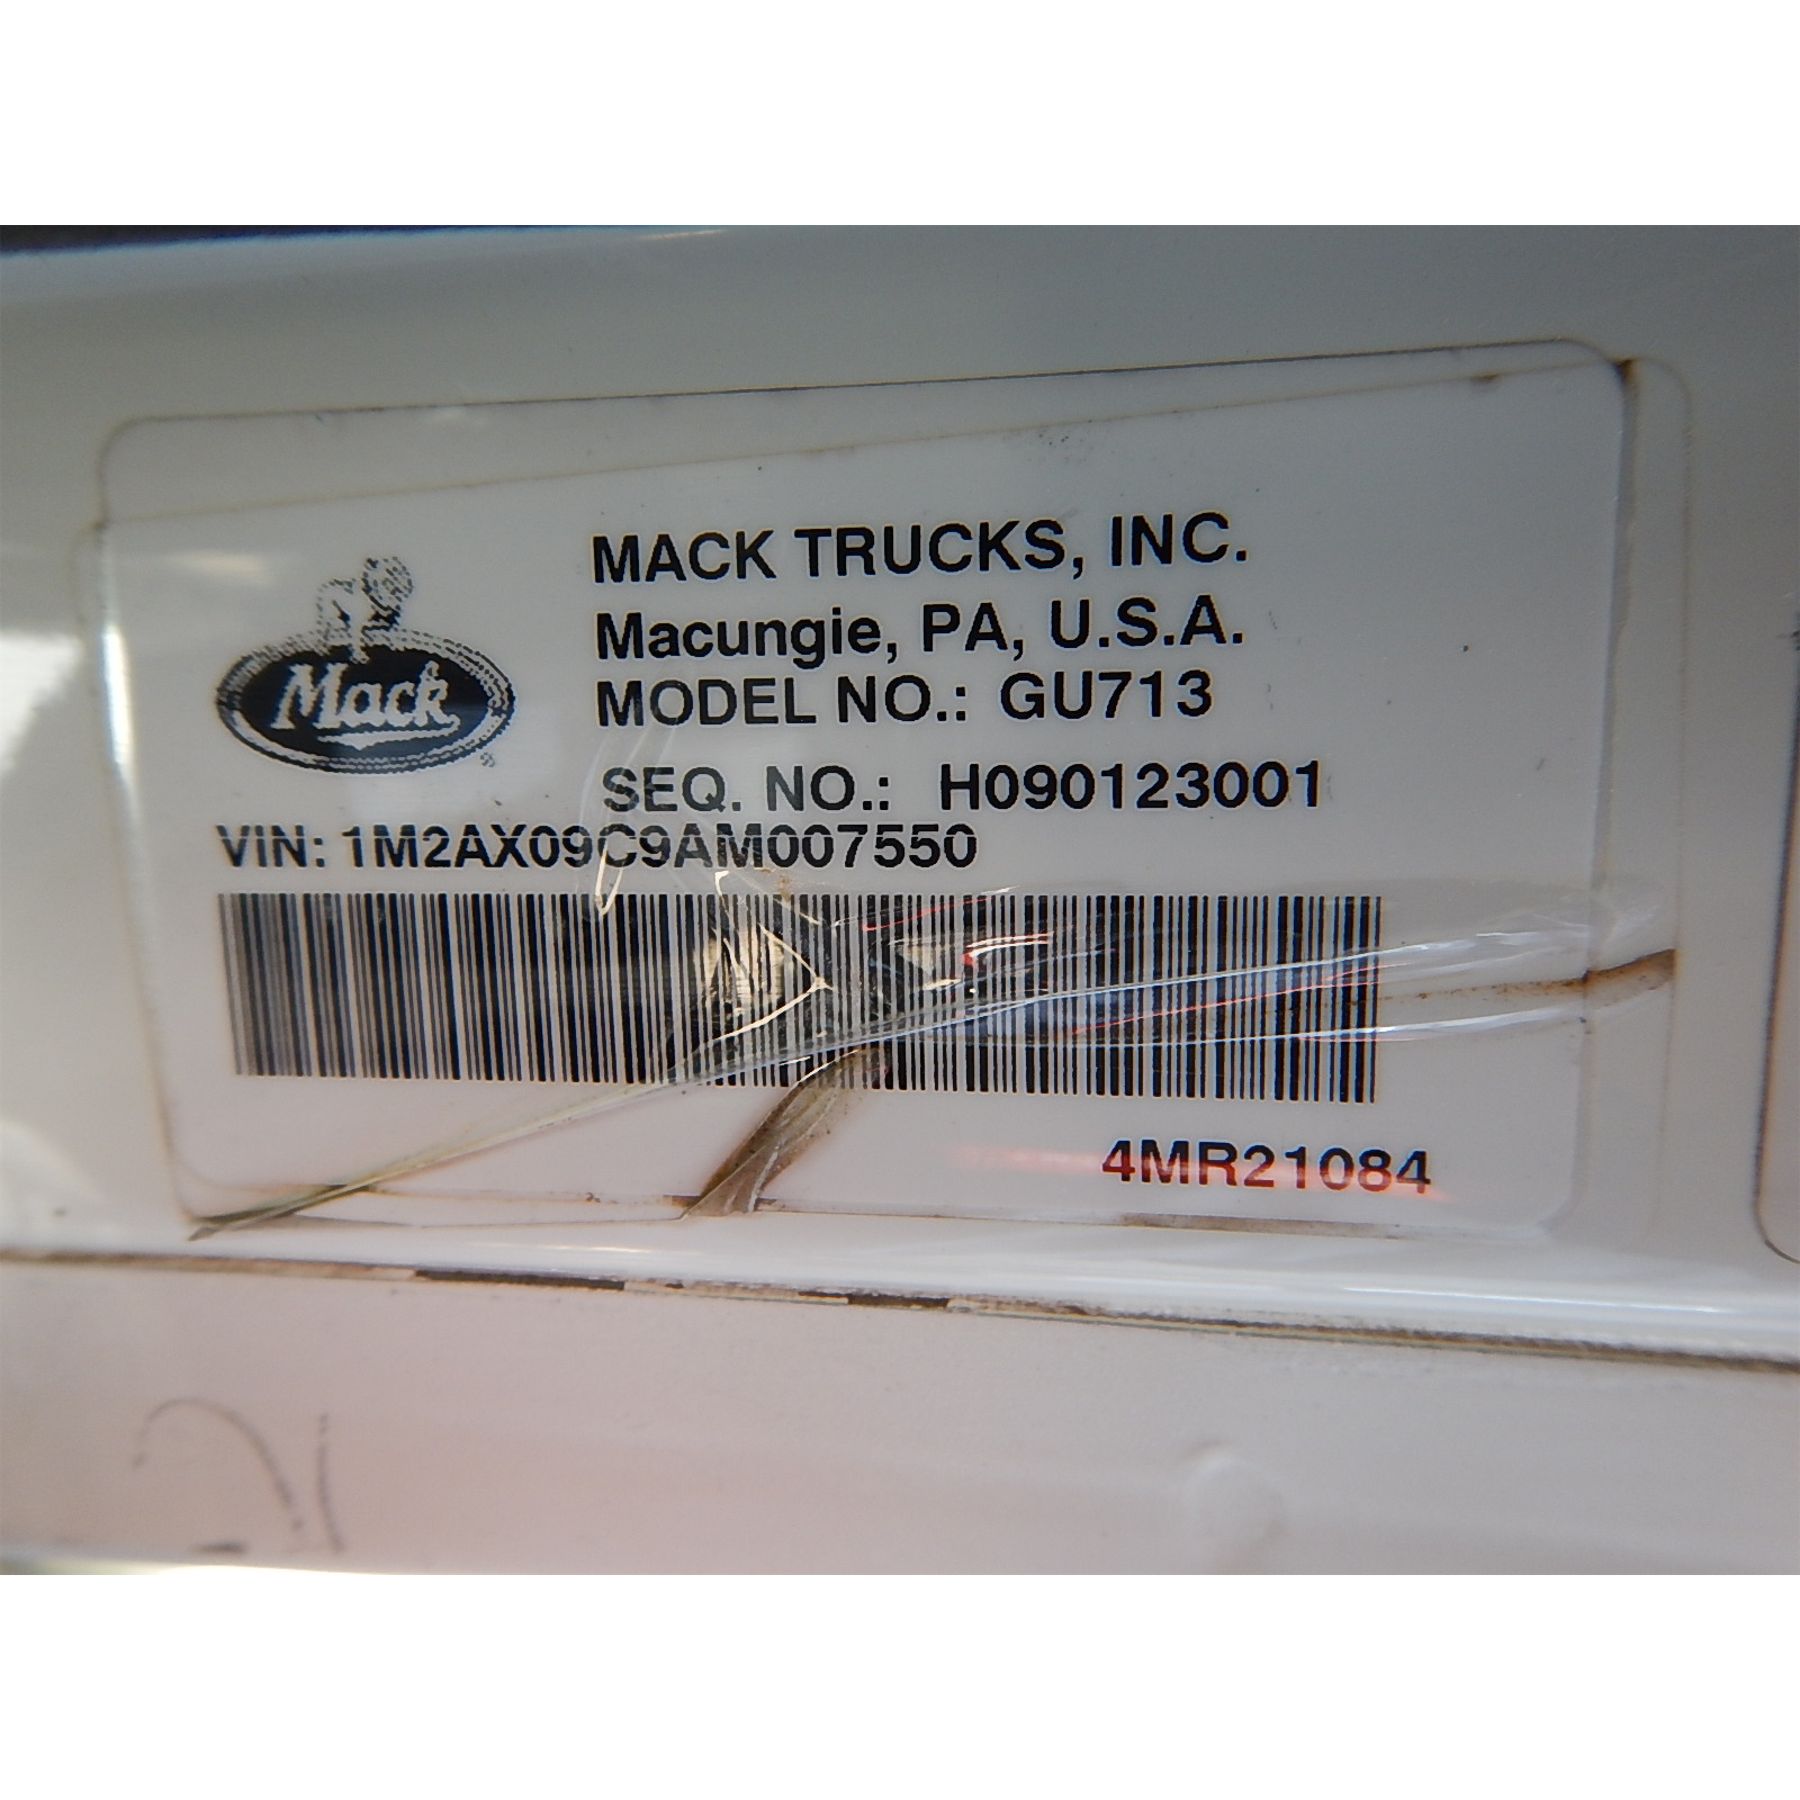 Mack
MACK TRUCKS, INC.
Macungie, PA, U.S.A.
MODEL NO.: GU713
SEQ. NO.: H090123001
VIN: 1M2AX09C9AM007550
4MR21084